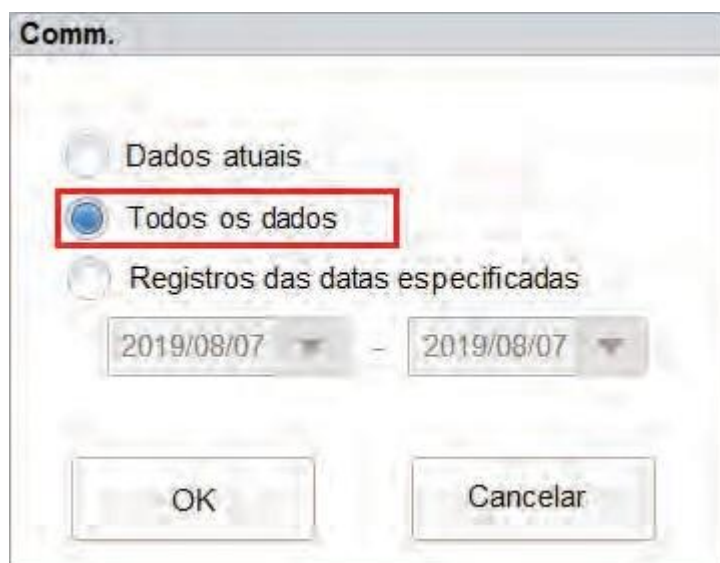 Comm.
Dados atuais
Todos os dados
Registros das datas especificadas
2019/08/07 - 2019/08/07
OK Cancelar